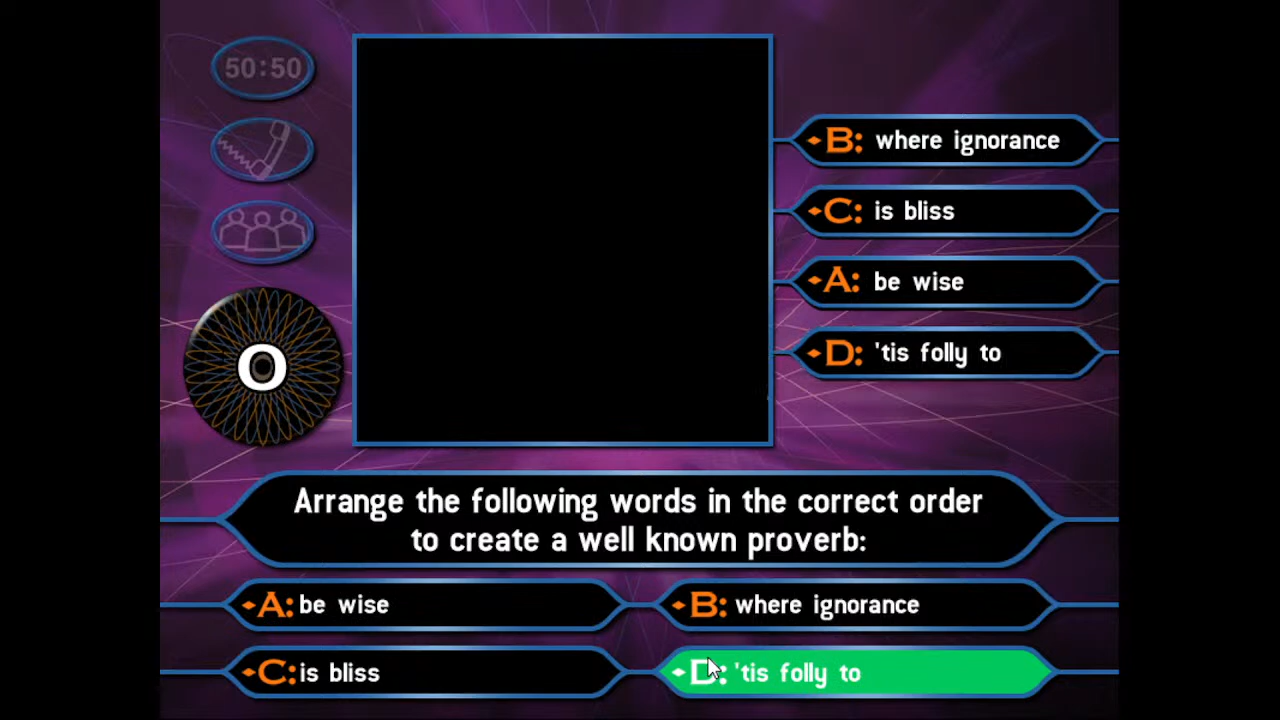 50:50
B: where ignorance
C: is bliss
A: be wise
D: 'tis folly to
0
Arrange the following words in the correct order
to create a well known proverb:
A: be wise
B: where ignorance
C: is bliss
D: 'tis folly to